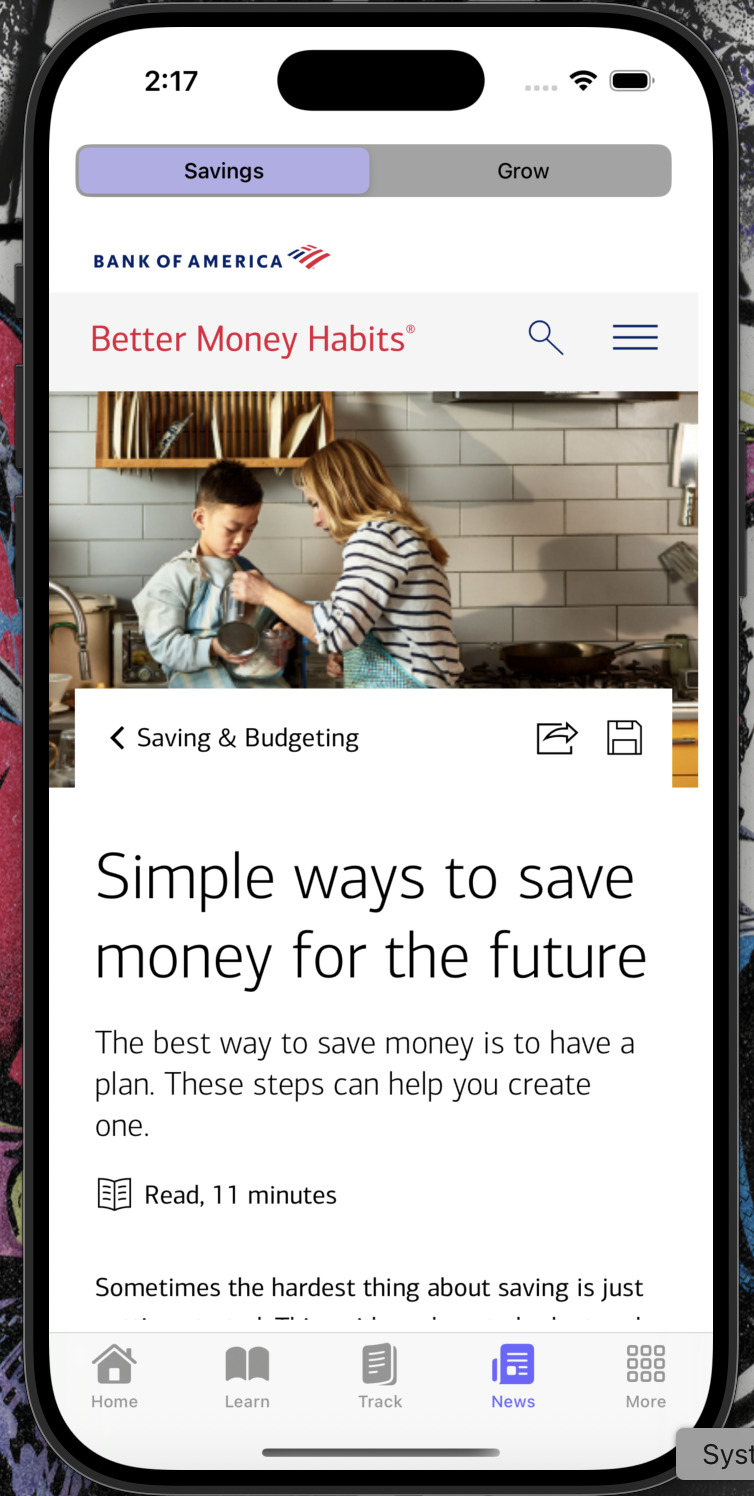 2:17
Savings
Grow
BANK OF AMERICA
Better Money Habits®
Saving & Budgeting
Simple ways to save
money for the future
The best way to save money is to have a
plan. These steps can help you create
one.
Read, 11 minutes
Sometimes the hardest thing about saving is just
Home
Learn
Track
News
More
Syst